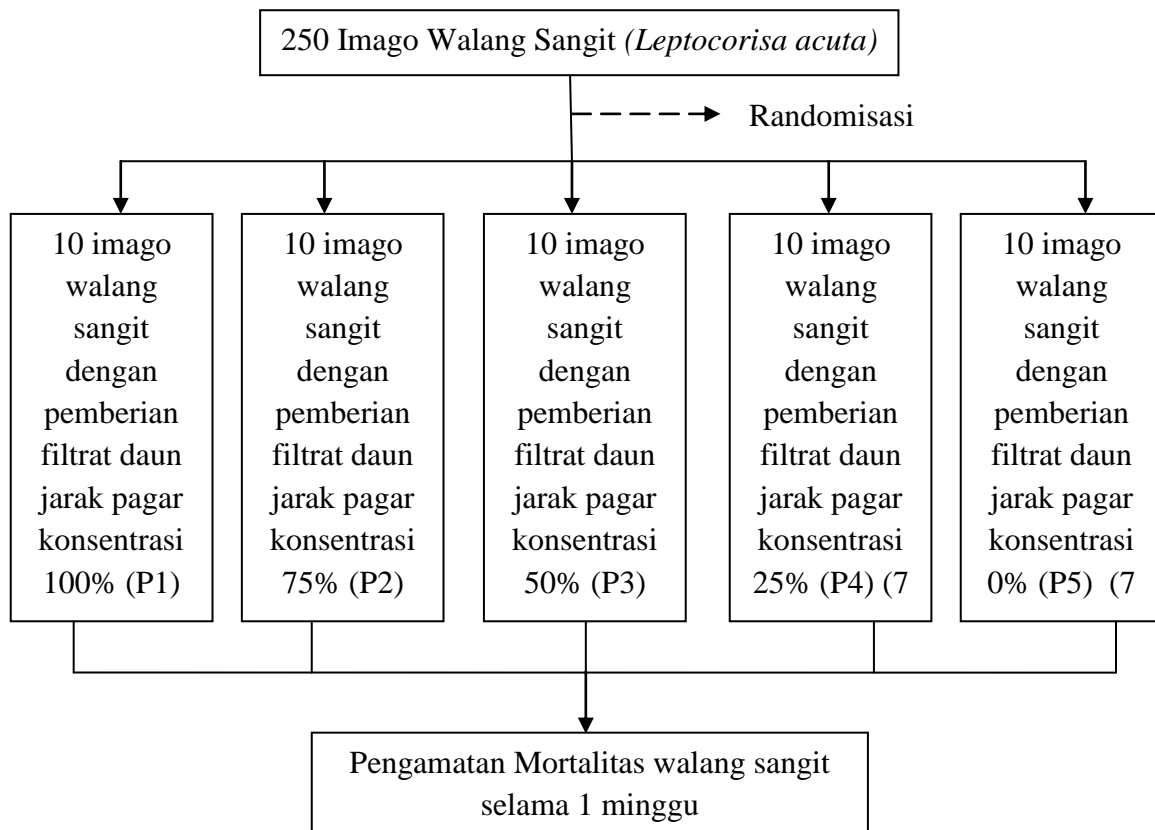 250 Imago Walang Sangit (Leptocorisa acuta)
Randomisasi
10 imago
walang
sangit
dengan
pemberian
filtrat daun
jarak pagar
konsentrasi
100% (P1)
10 imago
walang
sangit
dengan
pemberian
filtrat daun
jarak pagar
konsentrasi
75% (P2)
10 imago
walang
sangit
dengan
pemberian
filtrat daun
jarak pagar
konsentrasi
50% (P3)
10 imago
walang
sangit
dengan
pemberian
filtrat daun
jarak pagar
konsentrasi
25% (P4) (7
10 imago
walang
sangit
dengan
pemberian
filtrat daun
jarak pagar
konsentrasi
0% (P5) (7
Pengamatan Mortalitas walang sangit
selama 1 minggu